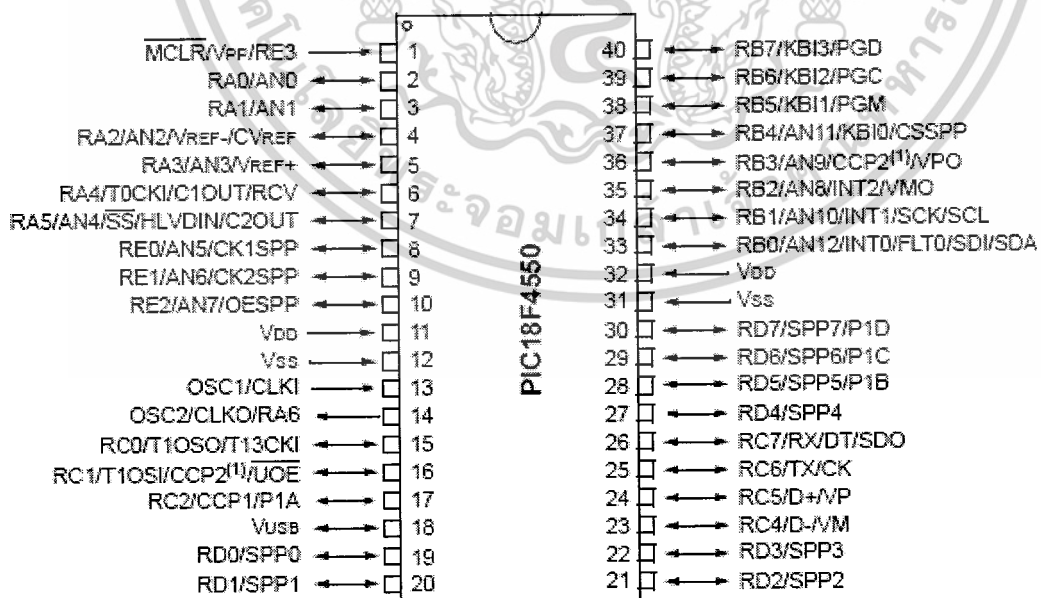 MCLR/VPP/RE3 1
RA0/AN0 2
RA1/AN1 3
RA2/AN2/VREF-/CVREF 4
RA3/AN3/VREF+ 5
RA4/T0CKI/C1OUT/RCV 6
RA5/AN4/SS/HLVDIN/C2OUT 7
RE0/AN5/CK1SPP 8
RE1/AN6/CK2SPP 9
RE2/AN7/OESPP 10
VDD 11
VSS 12
OSC1/CLKI 13
OSC2/CLKO/RA6 14
RC0/T1OSO/T13CKI 15
RC1/T1OSI/CCP2(1)/UOE 16
RC2/CCP1/P1A 17
VUSB 18
RD0/SPP0 19
RD1/SPP1 20
PIC18F4550
40 RB7/KBI3/PGD
39 RB6/KBI2/PGC
38 RB5/KBI1/PGM
37 RB4/AN11/KBI0/CSSPP
36 RB3/AN9/CCP2(1)/VPO
35 RB2/AN8/INT2/VMO
34 RB1/AN10/INT1/SCK/SCL
33 RB0/AN12/INT0/FLT0/SDI/SDA
32 VDD
31 VSS
30 RD7/SPP7/P1D
29 RD6/SPP6/P1C
28 RD5/SPP5/P1B
27 RD4/SPP4
26 RC7/RX/DT/SDO
25 RC6/TX/CK
24 RC5/D+/VP
23 RC4/D-/VM
22 RD3/SPP3
21 RD2/SPP2